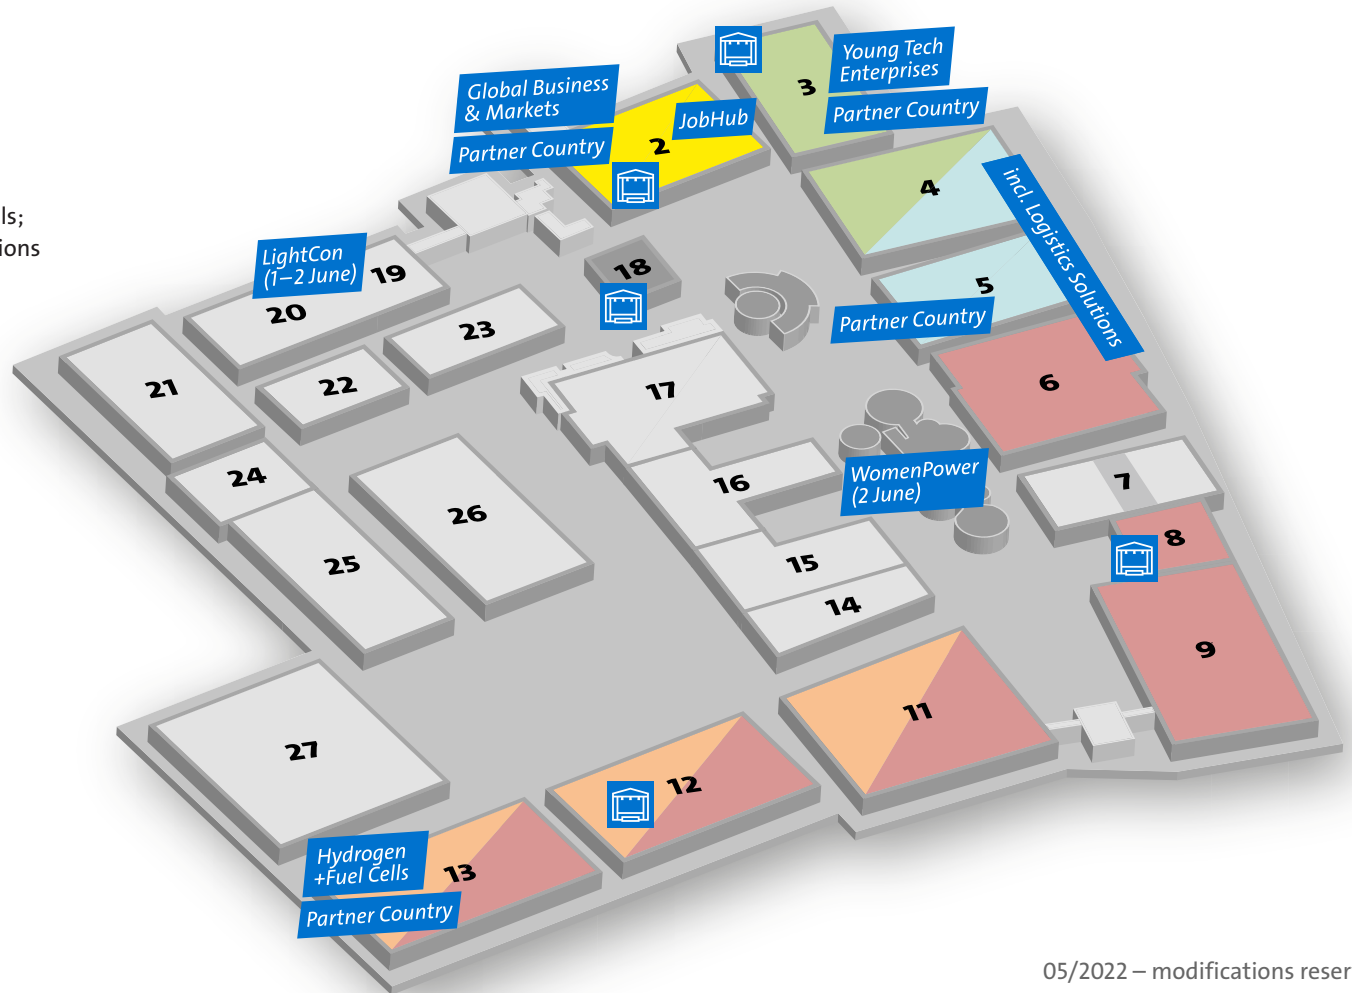 3
Young Tech
Enterprises
Partner Country
Global Business
& Markets
Partner Country
JobHub
2
4
incl. Logistics Solutions
ls;
ions
LightCon
(1–2 June)
19
20
18
5
Partner Country
23
22
21
17
6
16
WomenPower
(2 June)
7
24
26
8
25
15
14
9
11
27
12
Hydrogen
+Fuel Cells
13
Partner Country
05/2022 – modifications reser